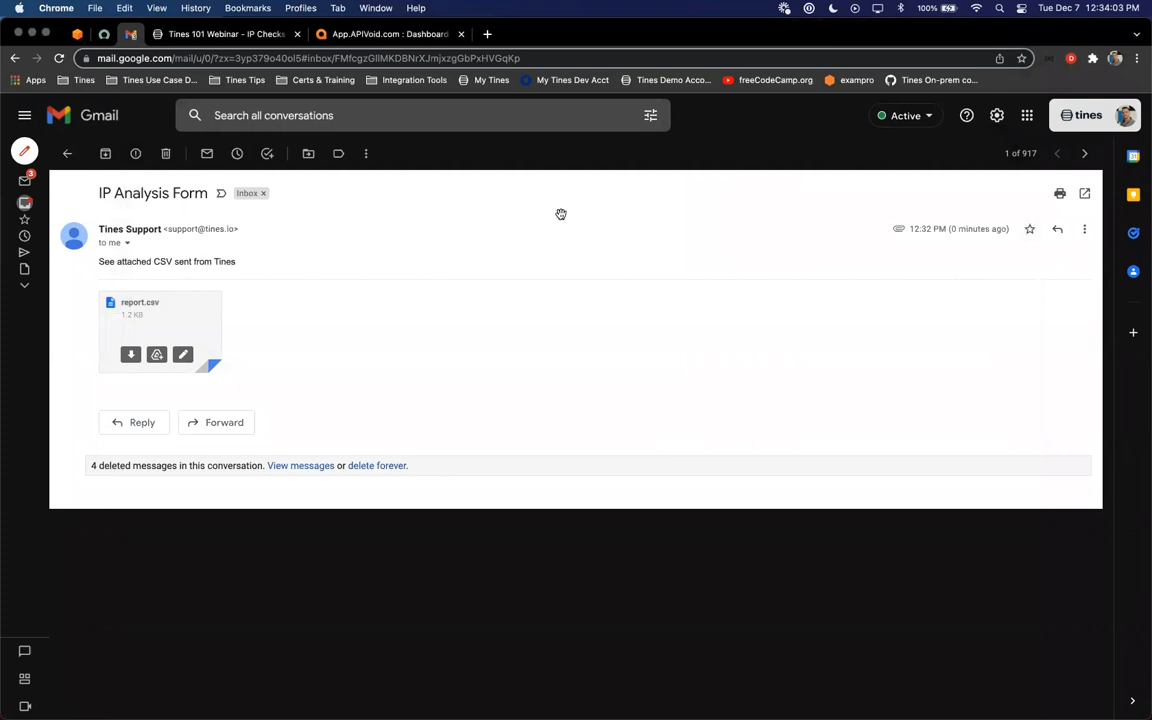 Chrome File Edit View History Bookmarks Profiles Tab Window Help 100% Tue Dec 7 12:34:03 PM
Tines 101 Webinar - IP Checks App.APIVoid.com : Dashboard
mail.google.com/mail/u/0/?zx=3yp379o40ol5#inbox/FMfcgzGllMKDBNrXJmjxzgGbPxHVGqKp
Apps Tines Tines Use Case D... Tines Tips Certs & Training Integration Tools My Tines My Tines Dev Acct Tines Demo Acco... freeCodeCamp.org exampro Tines On-prem co...
Gmail Search all conversations Active tines
1 of 917
3
IP Analysis Form Inbox ×
Tines Support <support@tines.io> 12:32 PM (0 minutes ago)
to me
See attached CSV sent from Tines
report.csv
1.2 KB
Reply Forward
4 deleted messages in this conversation. View messages or delete forever.